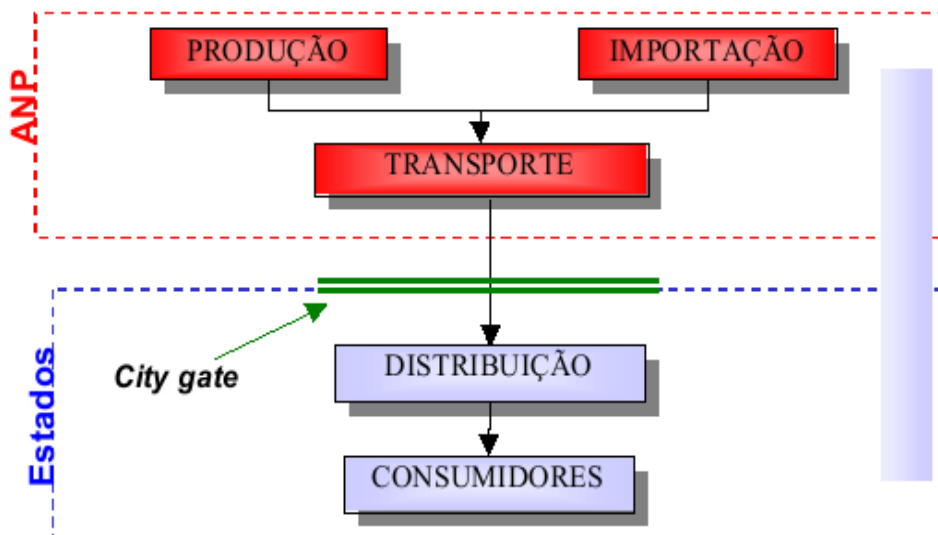 ANP
PRODUÇÃO
IMPORTAÇÃO
TRANSPORTE
Estados
City gate
DISTRIBUIÇÃO
CONSUMIDORES